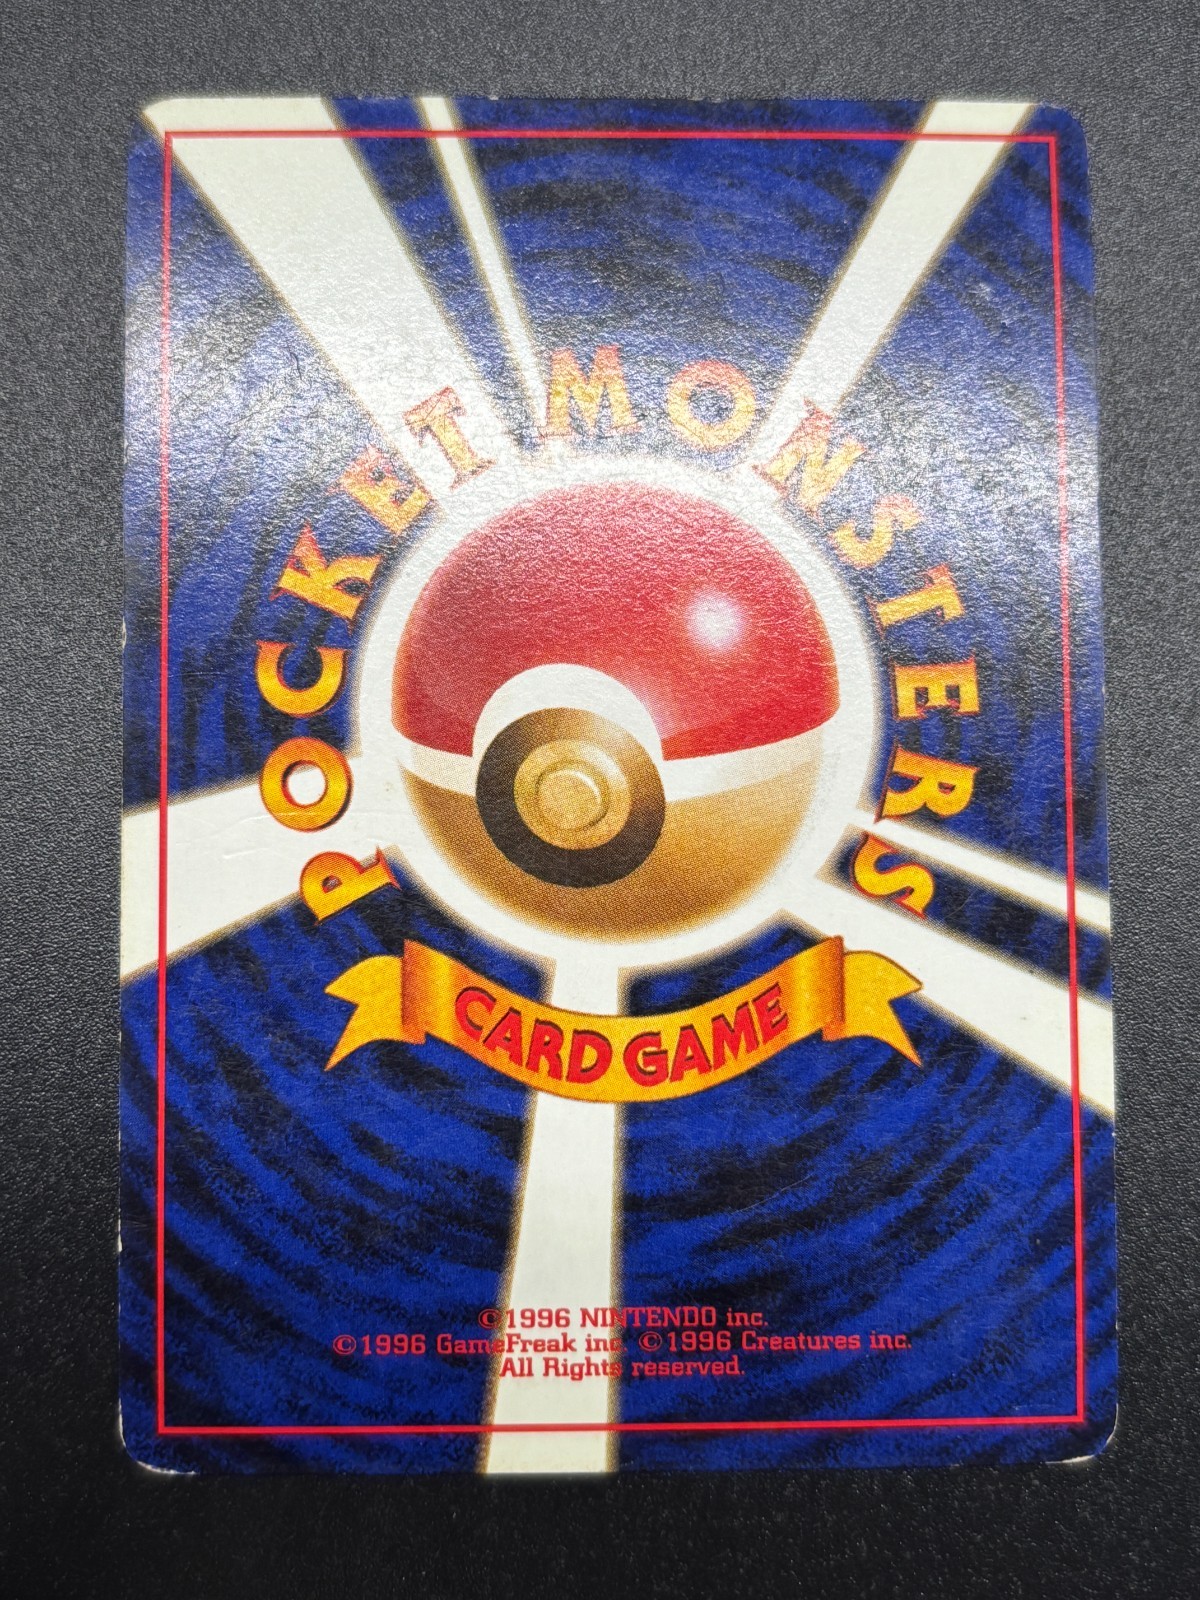 POCKET MONSTERS
CARD GAME
©1996 NINTENDO inc.
©1996 GameFreak inc. ©1996 Creatures inc.
All Rights reserved.